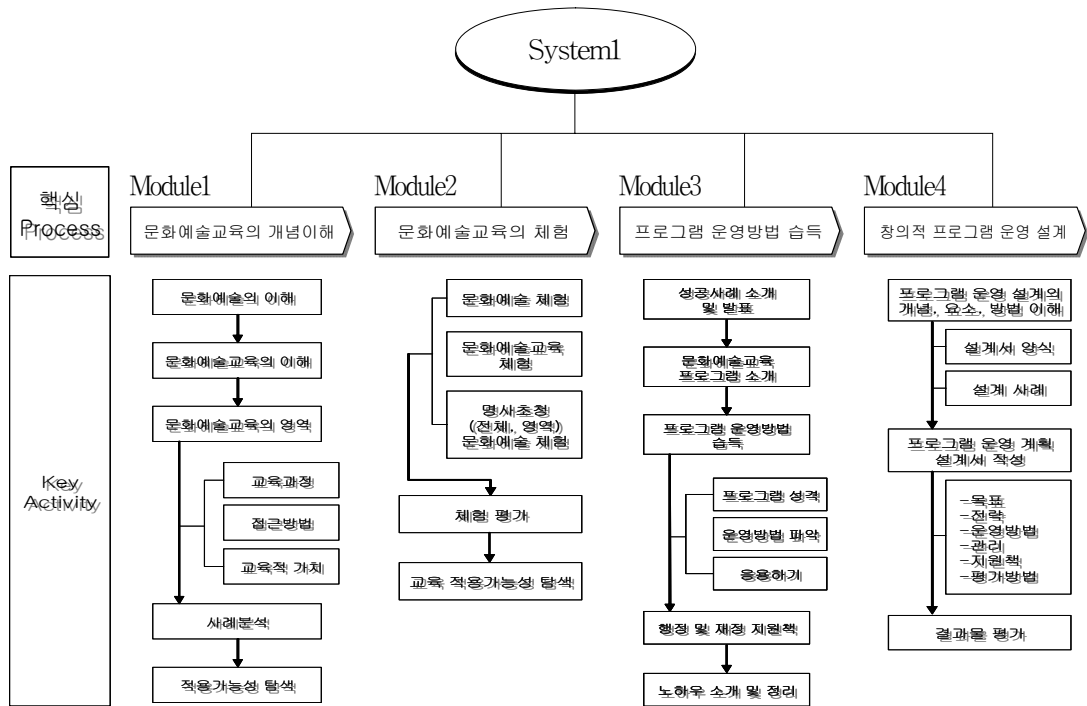 System1
핵심
Process
Module1
문화예술교육의 개념이해
Module2
문화예술교육의 체험
Module3
프로그램 운영방법 습득
Module4
창의적 프로그램 운영 설계
Key
Activity
문화예술의 이해
문화예술교육의 이해
문화예술교육의 영역
교육과정
접근방법
교육적 가치
사례분석
적용가능성 탐색
문화예술 체험
문화예술교육
체험
명사초청
(전체, 영역)
문화예술 체험
체험 평가
교육 적용가능성 탐색
성공사례 소개
및 발표
문화예술교육
프로그램 소개
프로그램 운영방법
습득
프로그램 성격
운영방법 파악
응용하기
행정 및 재정 지원책
노하우 소개 및 정리
프로그램 운영 설계의
개념, 요소, 방법 이해
설계서 양식
설계 사례
프로그램 운영 계획
설계서 작성
-목표
-전략
-운영방법
-관리
-지원책
-평가방법
결과물 평가